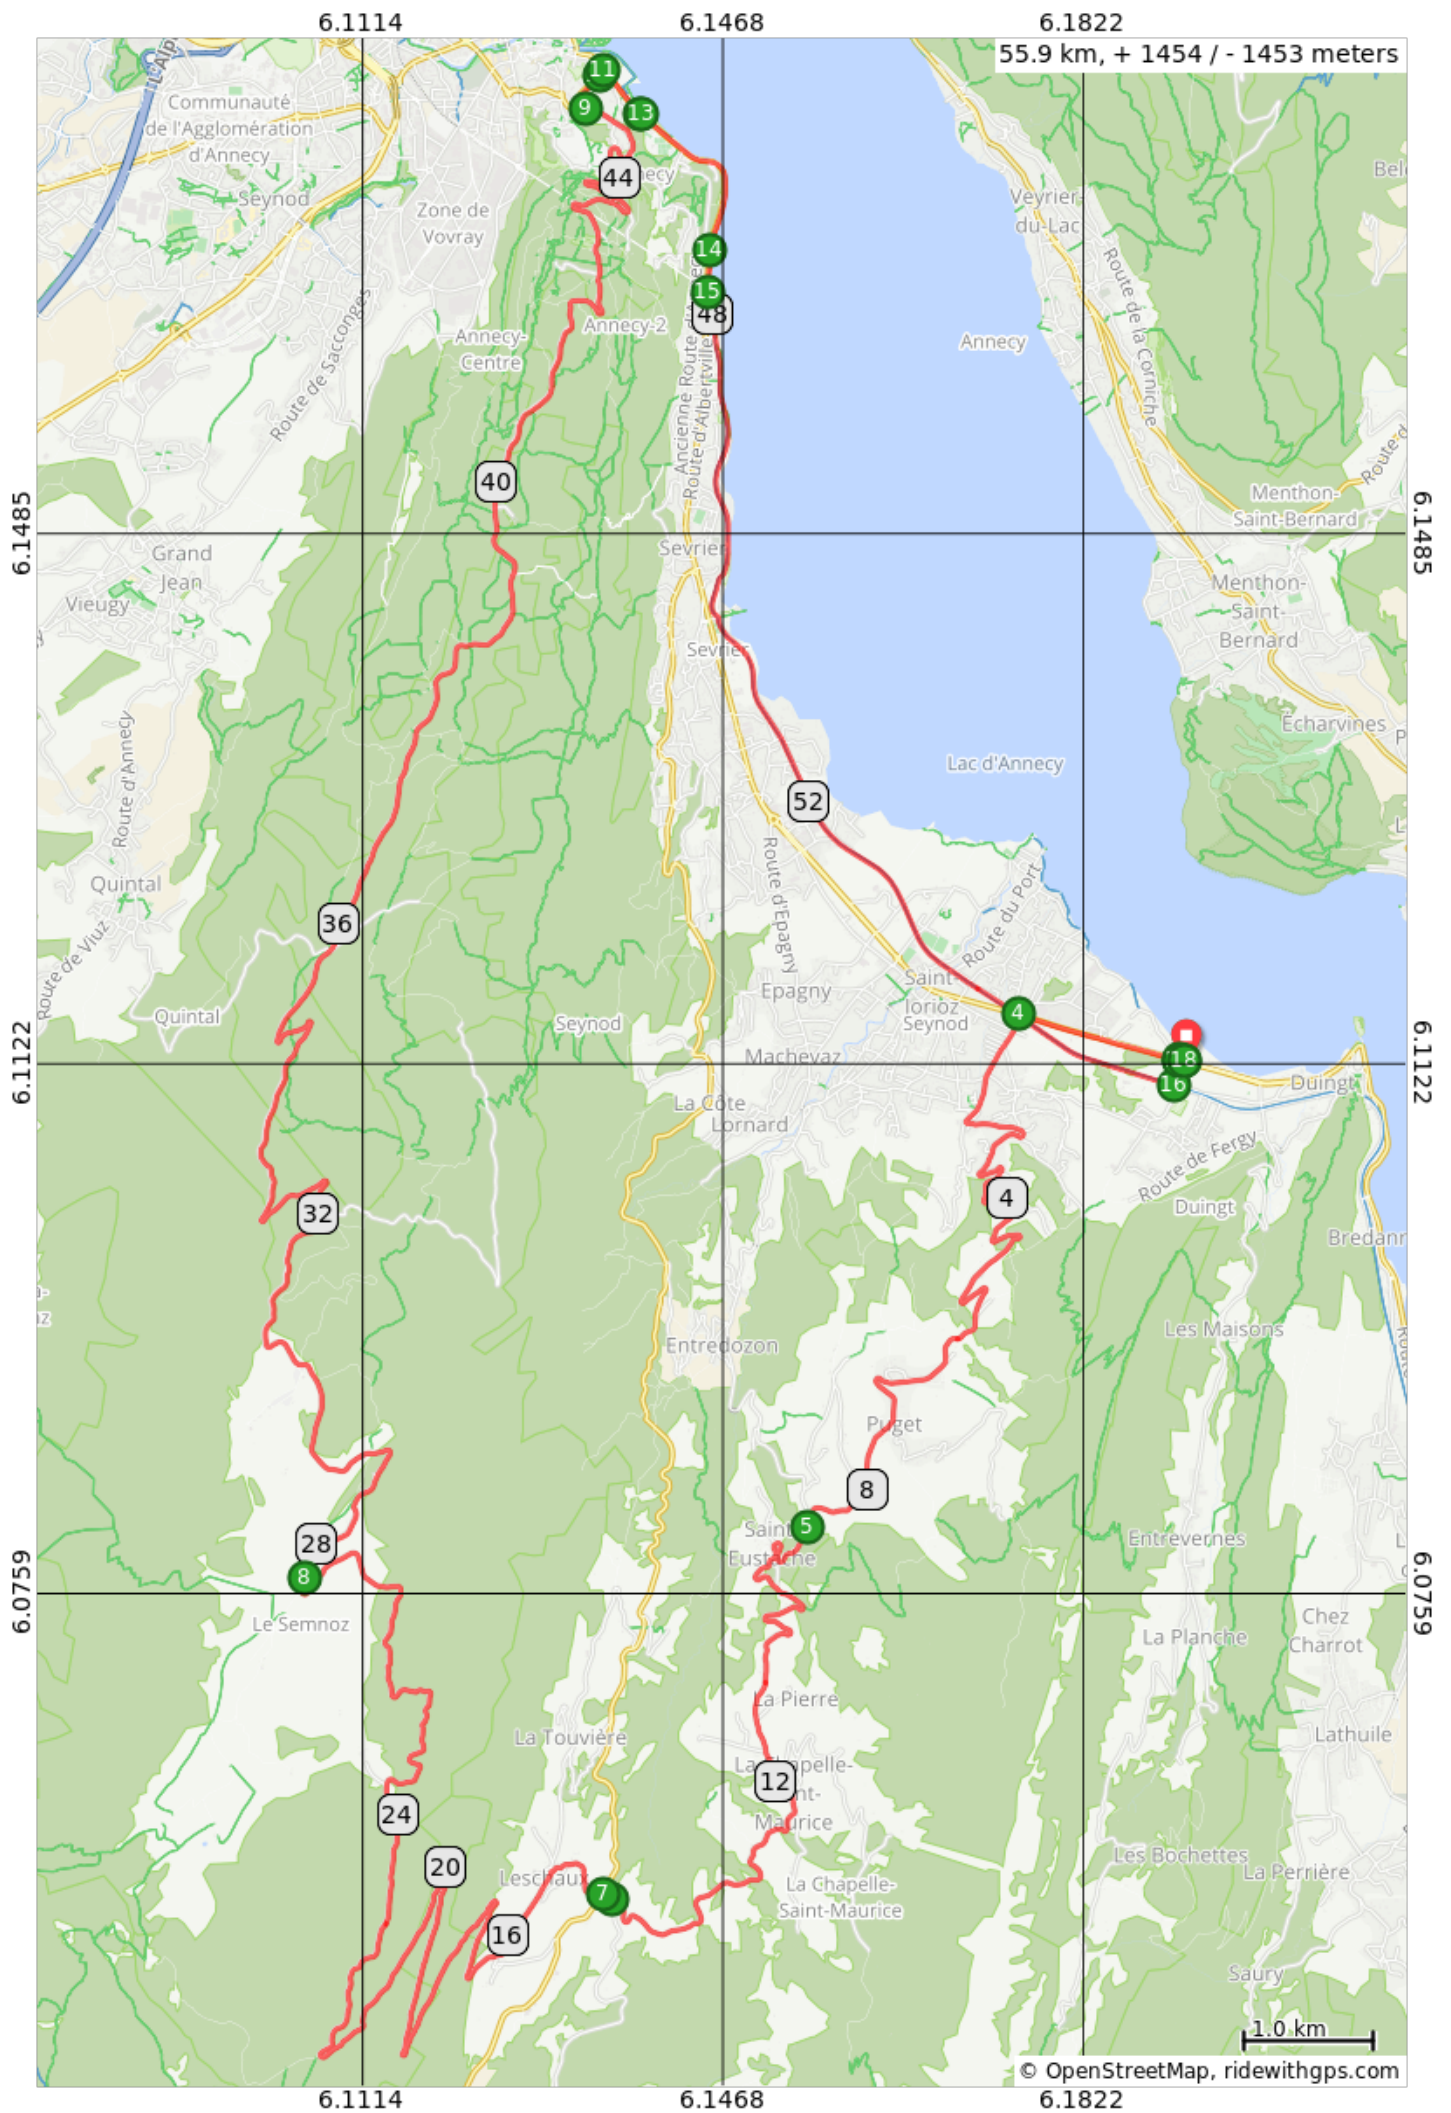 6.1114
6.1468
6.1822
55.9 km, + 1454 / - 1453 meters
L'Alp
11
9
13
Communauté
de l'Agglomération
d'Annecy
44
necy
Bel
Seynod
Zone de
Vovray
Veyrier-
du-Lac
14
15
48
Route de Sacconges
Annecy-
Centre
Annecy-2
Annecy
Route de la Corniche
Ancienne Route d
Route d'Albertville
Route d
40
Menthon-
Saint-Bernard
6.1485
6.1485
Sevrier
Grand
Jean
Vieugy
Menthon-
Saint-
Bernard
Sevrier
Écharvines
P
Route d'Annecy
Lac d'Annecy
52
L
Quintal
Route d'Epagny
Route du Port
36
Route de Viuz
Saint-
Jorioz
Epagny
Quintal
Seynod
Seynod
4
6.1122
6.1122
Machevaz
18
16
Duingt
La Côte
Lornard
Route de Fergy
32
4
Duingt
Bredann
az
Entredozon
Les Maisons
Rout
Puget
8
28
5
Saint-
Eustache
Entrevernes
L
C
8
6.0759
6.0759
Le Semnoz
Chez
Charrot
La Planche
La Pierre
La Touvière
Lathuile
La Chapelle-
Saint-
Maurice
12
24
20
Les Bochettes
La Perrière
Leschaux
7
La Chapelle-
Saint-Maurice
16
Saury
1.0 km
© OpenStreetMap, ridewithgps.com
6.1114
6.1468
6.1822